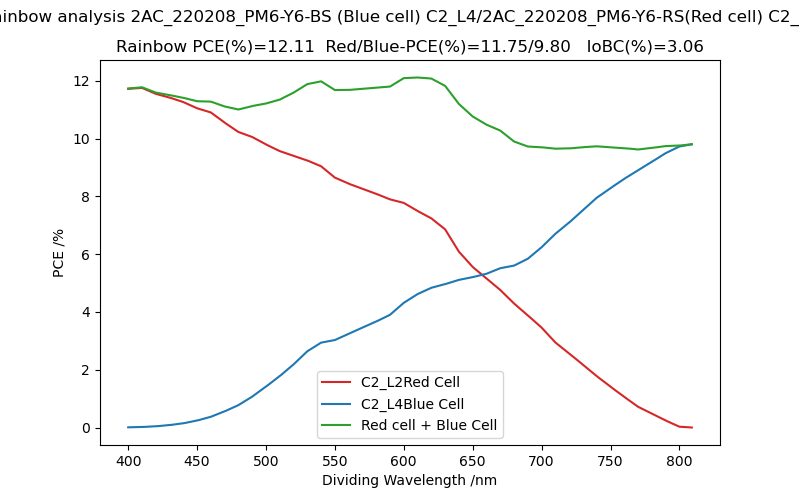 inbow analysis 2AC_220208_PM6-Y6-BS (Blue cell) C2_L4/2AC_220208_PM6-Y6-RS(Red cell) C2_
Rainbow PCE(%)=12.11 Red/Blue-PCE(%)=11.75/9.80 IoBC(%)=3.06
PCE /%
12
10
8
6
4
2
0
C2_L2Red Cell
C2_L4Blue Cell
Red cell + Blue Cell
400 450 500 550 600 650 700 750 800
Dividing Wavelength /nm